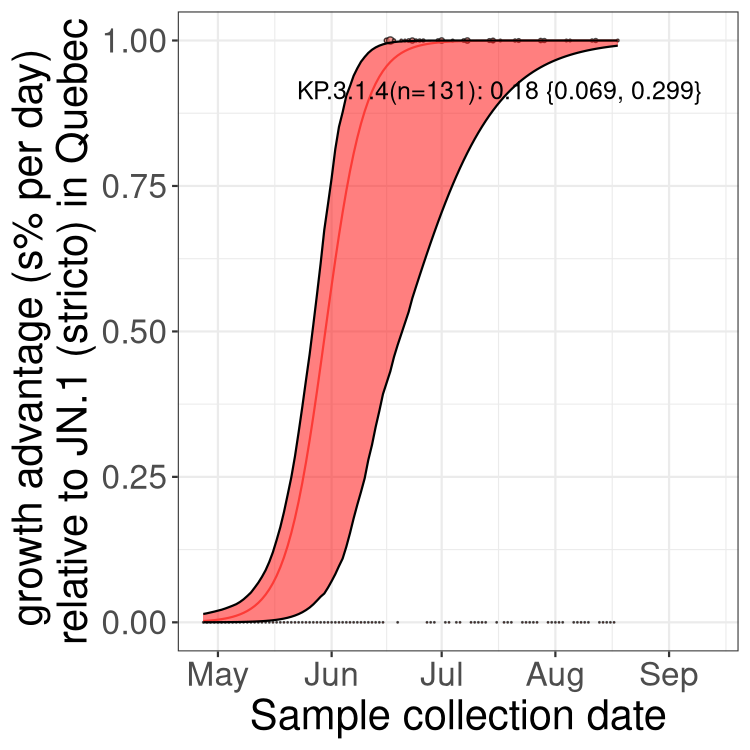 growth advantage (s% per day)
relative to JN.1 (stricto) in Quebec
1.00
0.75
0.50
0.25
0.00
KP.3.1.4(n=131): 0.18 {0.069, 0.299}
May Jun Jul Aug Sep
Sample collection date